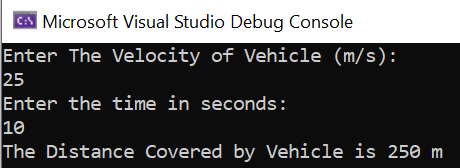 Microsoft Visual Studio Debug Console
Enter The Velocity of Vehicle (m/s):
25
Enter the time in seconds:
10
The Distance Covered by Vehicle is 250 m